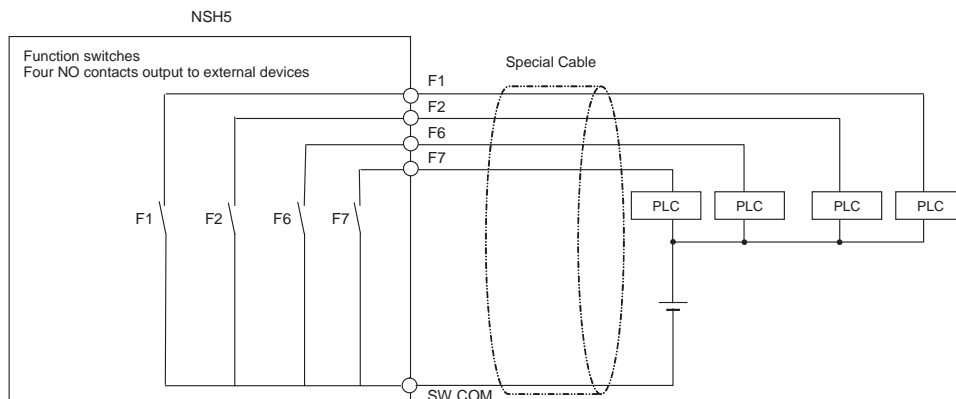 NSH5
Function switches
Four NO contacts output to external devices
Special Cable
F1
F2
F6
F7
F1
F2
F6
F7
PLC
PLC
PLC
PLC
SW COM